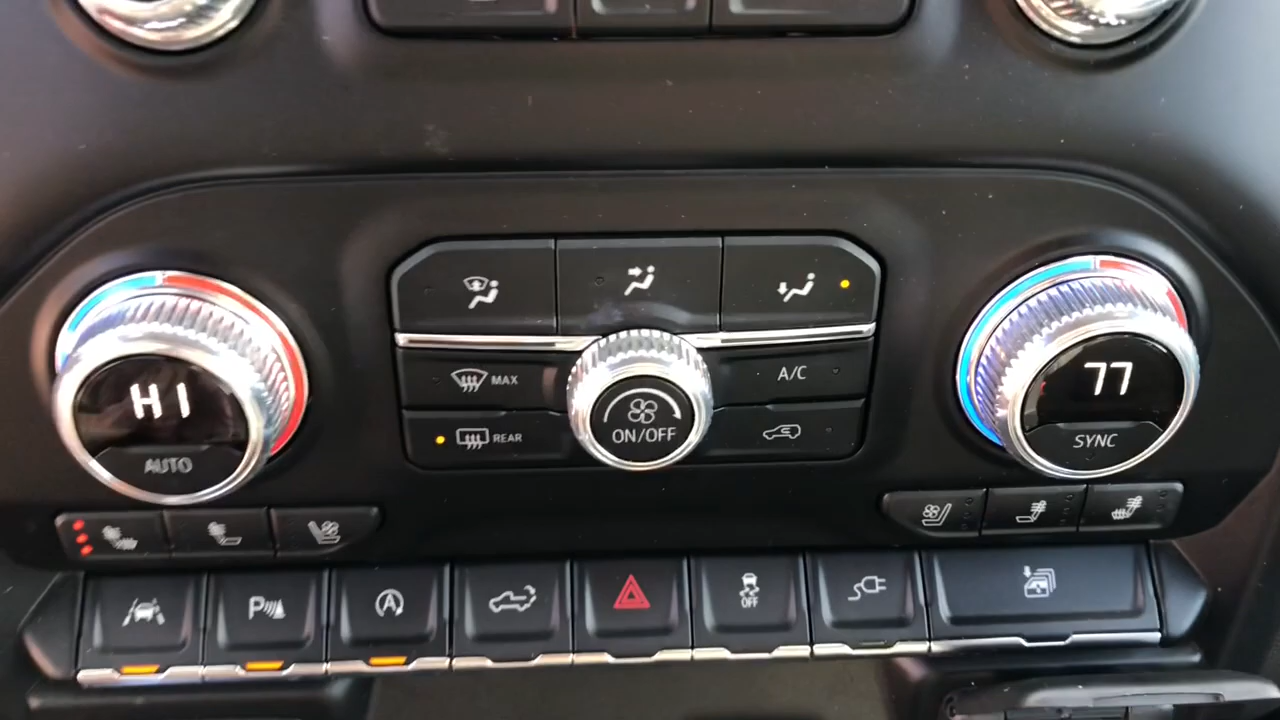 HI
AUTO
MAX
REAR
ON/OFF
A/C
77
SYNC
P
A
OFF